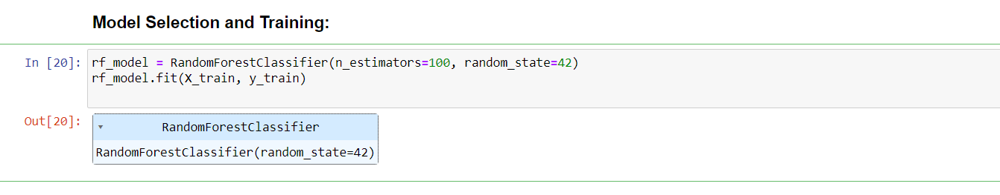 Model Selection and Training:
In [20]: rf_model = RandomForestClassifier(n_estimators=100, random_state=42)
rf_model.fit(X_train, y_train)
Out[20]:
RandomForestClassifier
RandomForestClassifier(random_state=42)